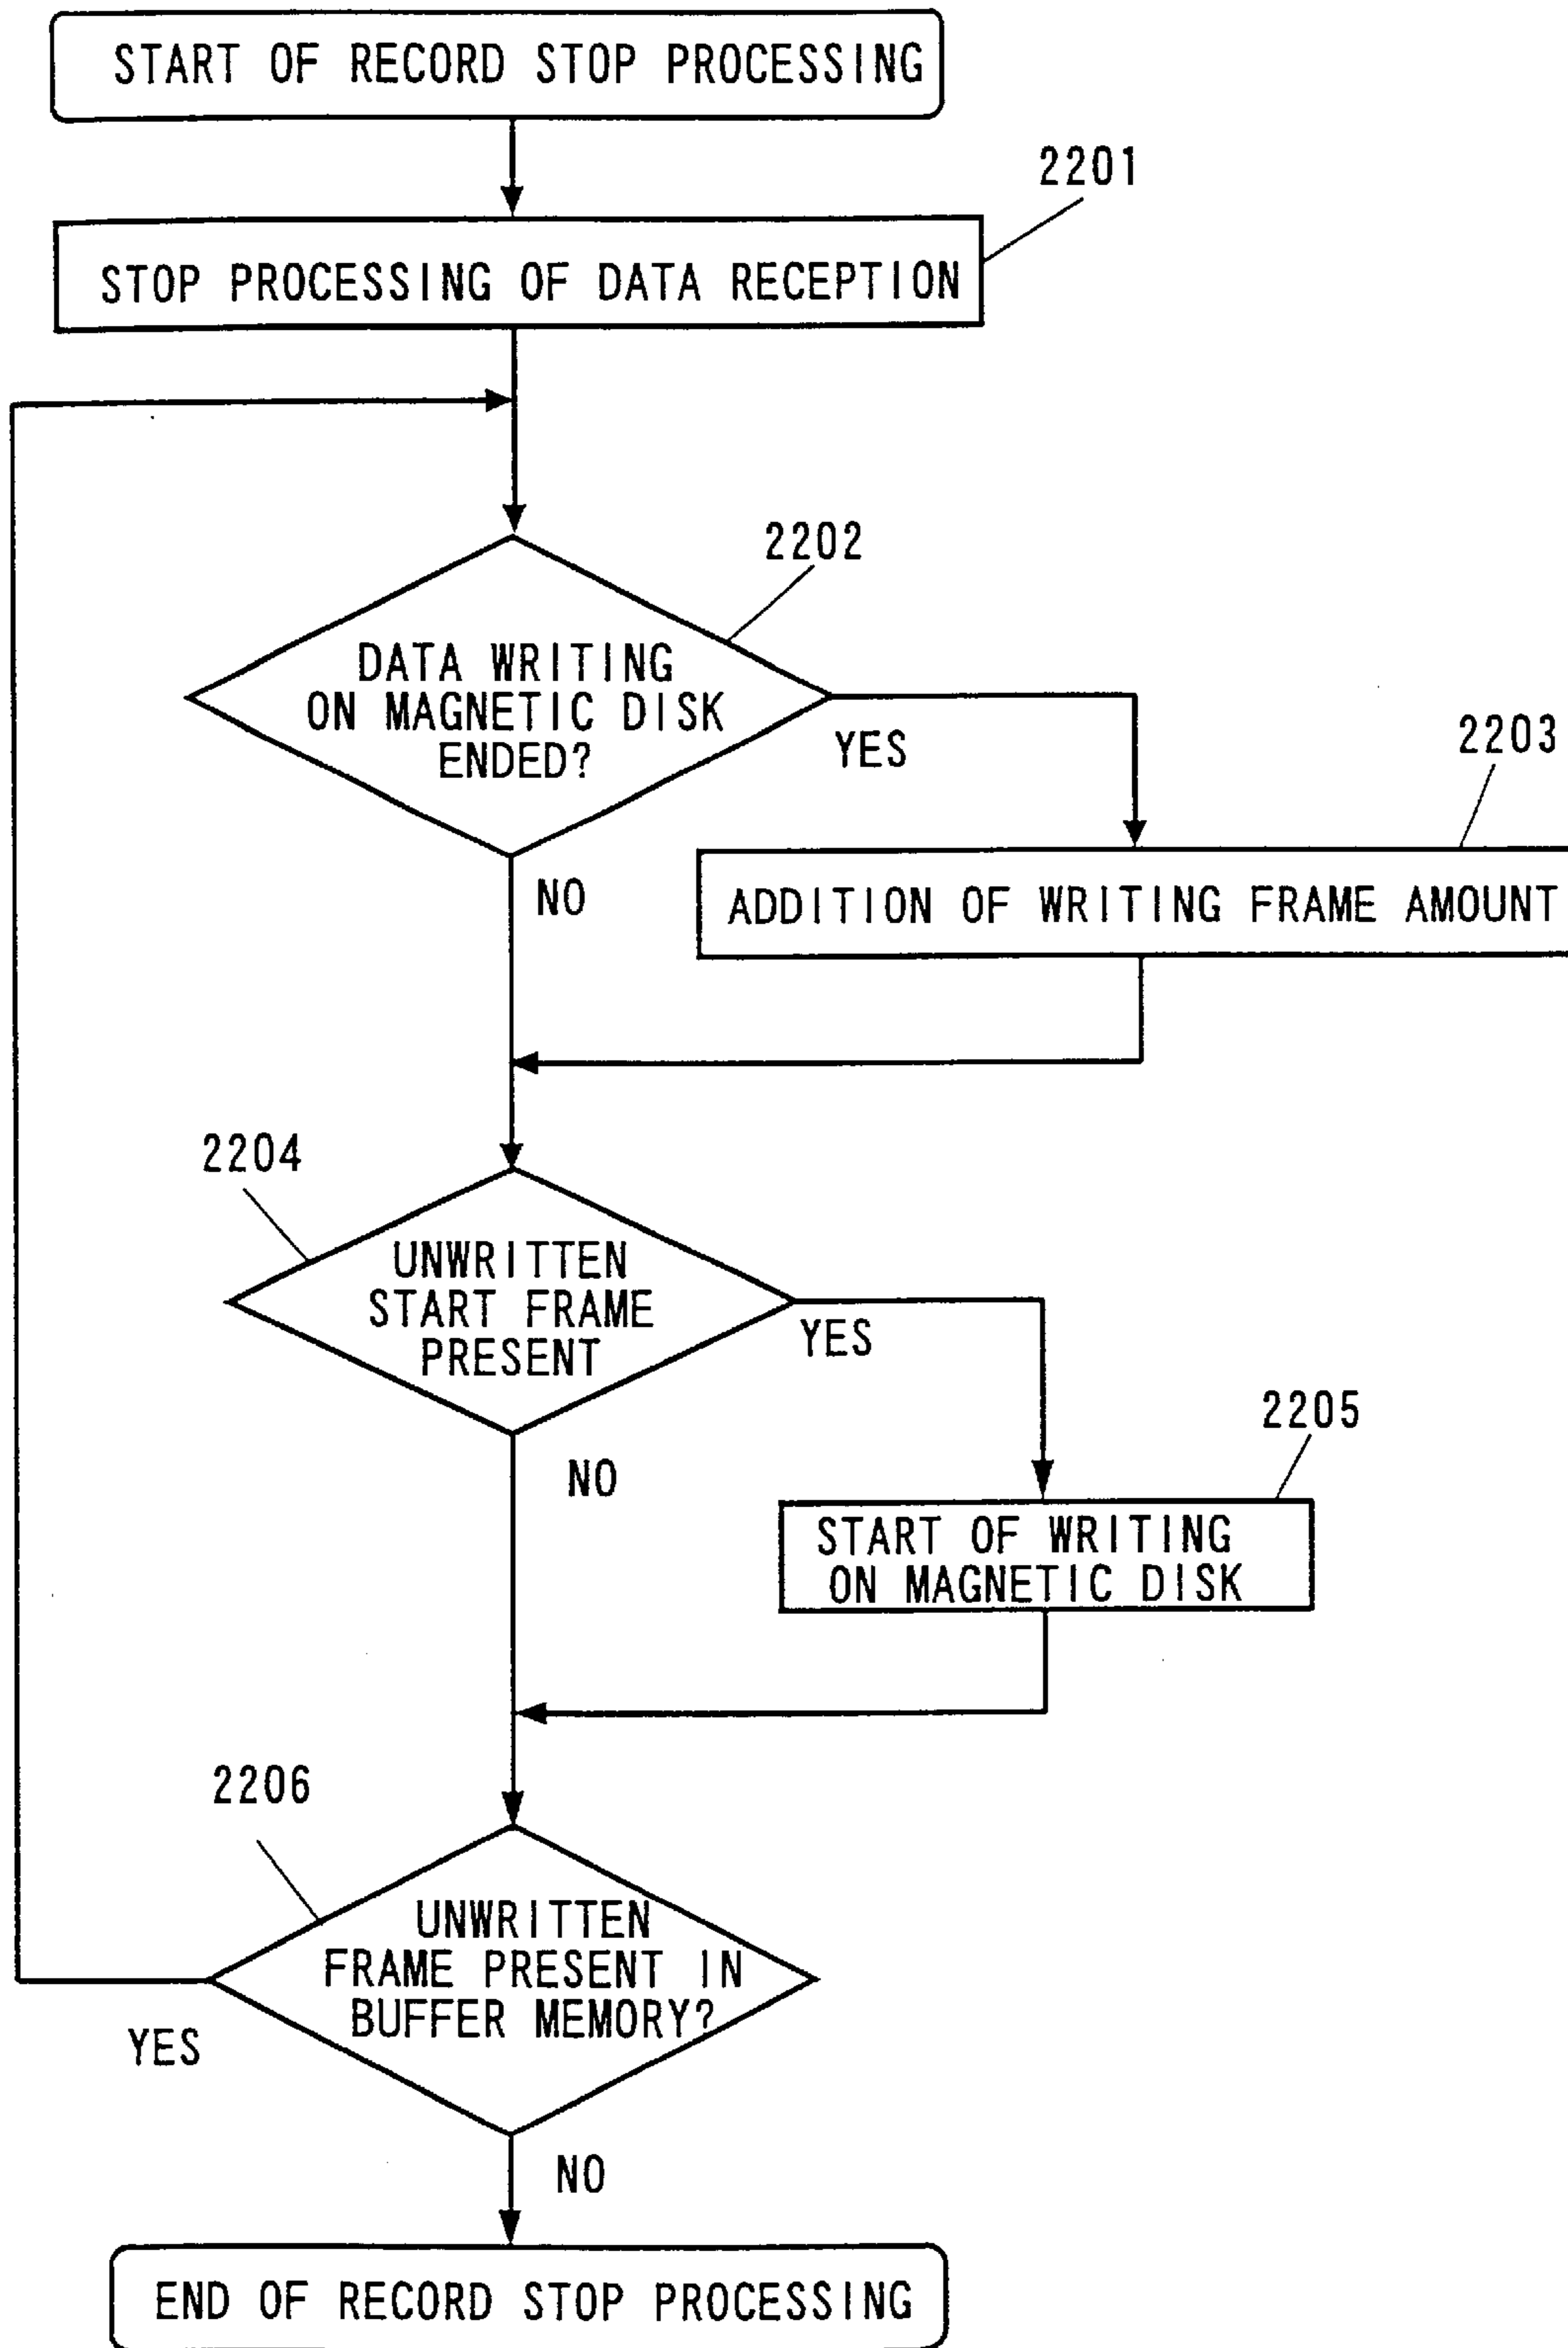 START OF RECORD STOP PROCESSING
2201
STOP PROCESSING OF DATA RECEPTION
2202
DATA WRITING
ON MAGNETIC DISK
ENDED?
YES
2203
NO
ADDITION OF WRITING FRAME AMOUNT
2204
UNWRITTEN
START FRAME
PRESENT
YES
2205
NO
START OF WRITING
ON MAGNETIC DISK
2206
UNWRITTEN
FRAME PRESENT IN
BUFFER MEMORY?
YES
NO
END OF RECORD STOP PROCESSING